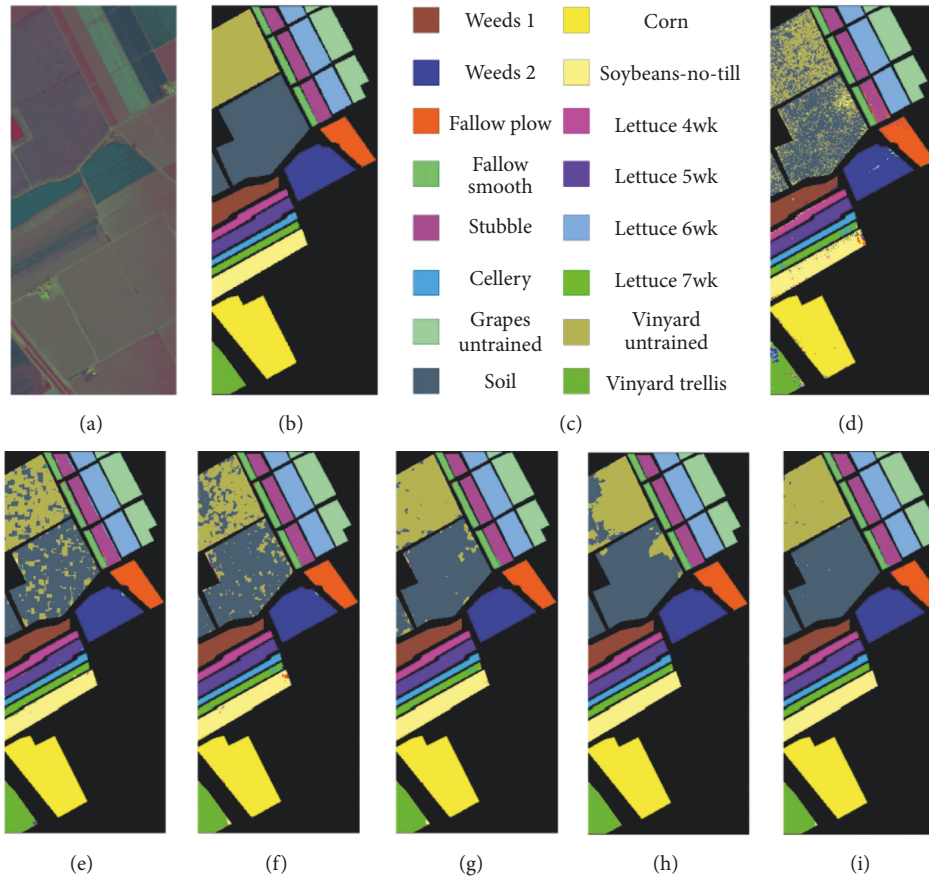 Weeds 1
Corn
Weeds 2
Soybeans-no-till
Fallow plow
Lettuce 4wk
Fallow
smooth
Lettuce 5wk
Stubble
Lettuce 6wk
Cellery
Lettuce 7wk
Grapes
untrained
Vinyard
untrained
Soil
Vinyard trellis
(a)
(b)
(c)
(d)
(e)
(f)
(g)
(h)
(i)